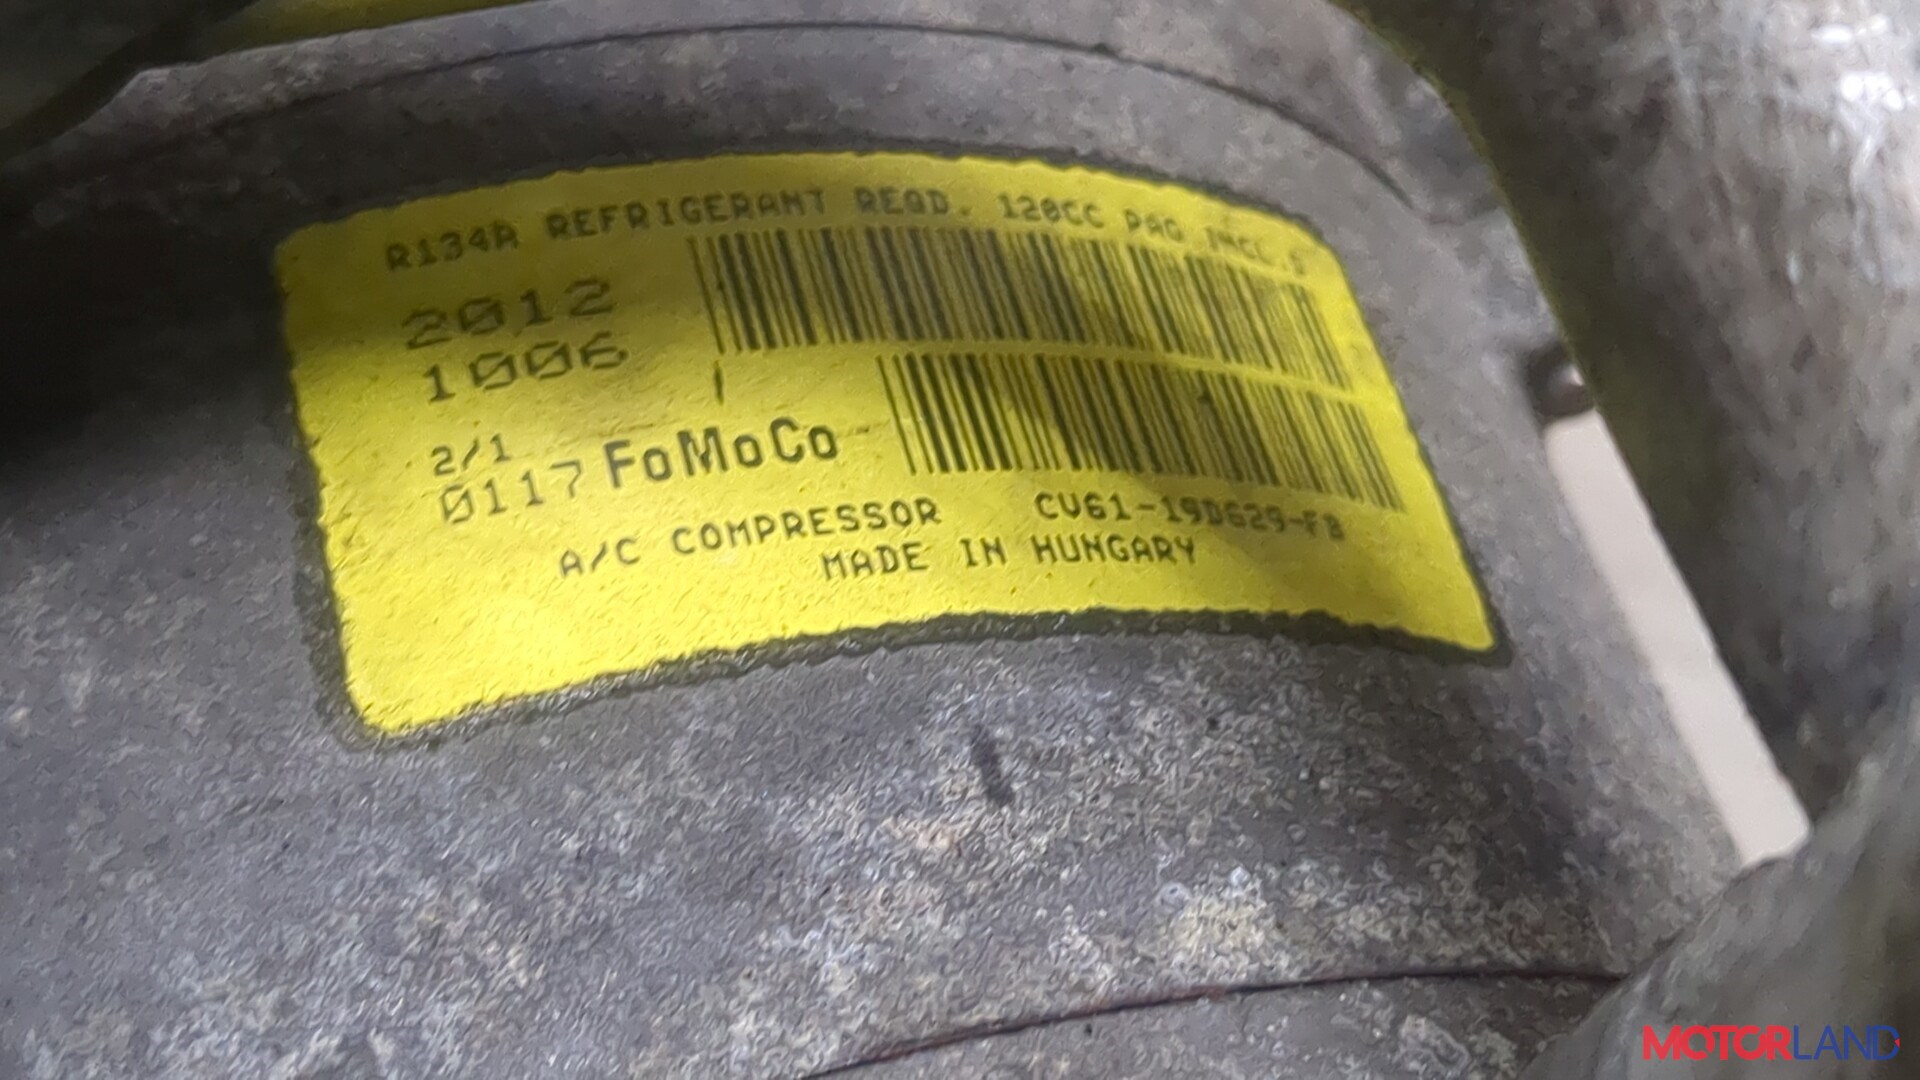 R134A REFRIGERANT REQD. 120CC PAG INCL.
2012
1006
2/1
0117 FoMoCo
A/C COMPRESSOR CV61-19D629-FB
MADE IN HUNGARY
MOTORLAND